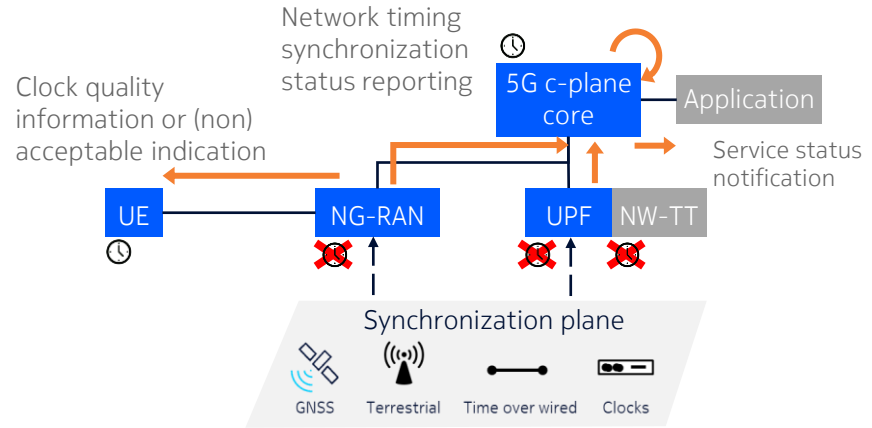 Network timing
synchronization
status reporting
Clock quality
information or (non)
acceptable indication
5G c-plane
core
Application
Service status
notification
UE
NG-RAN
UPF
NW-TT
Synchronization plane
GNSS
Terrestrial
Time over wired
Clocks